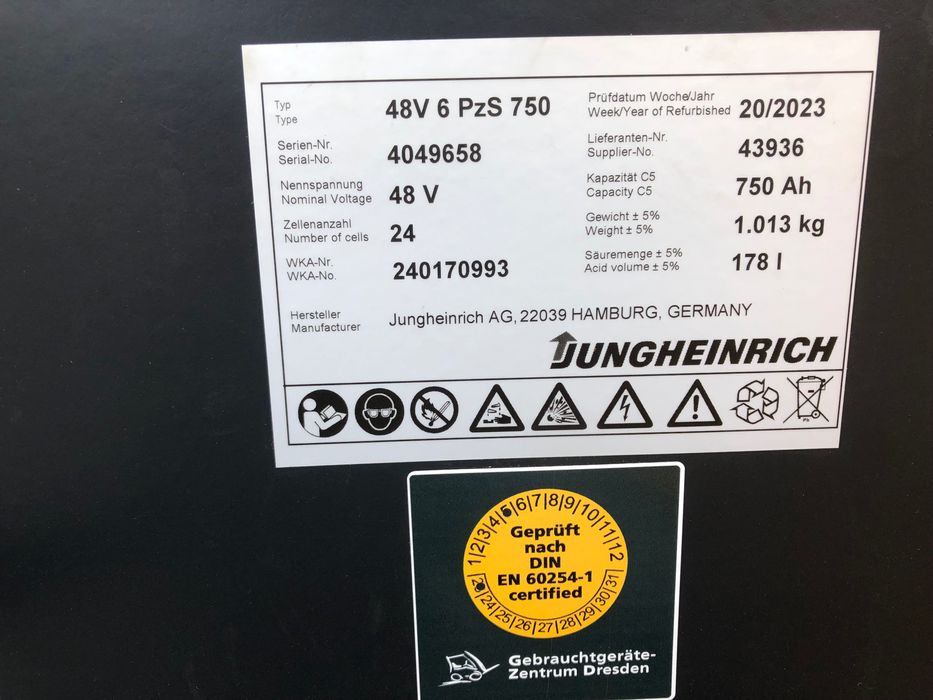 Typ
Type
48V 6 PzS 750
Prüfdatum Woche/Jahr
Week/Year of Refurbished
20/2023
Serien-Nr.
Serial-No.
4049658
Lieferanten-Nr.
Supplier-No.
43936
Nennspannung
Nominal Voltage
48 V
Kapazität C5
Capacity C5
750 Ah
Zellenanzahl
Number of cells
24
Gewicht ± 5%
Weight ± 5%
1.013 kg
WKA-Nr.
WKA-No.
240170993
Säuremenge ± 5%
Acid volume ± 5%
178 l
Hersteller
Manufacturer
Jungheinrich AG, 22039 HAMBURG, GERMANY
JUNGHEINRICH
Pb
1|2|3|4|5|6|7|8|9|10|11|12
Geprüft
nach
DIN
EN 60254-1
certified
24|25|26|27|28|29|30|31
Gebrauchtgeräte-
Zentrum Dresden